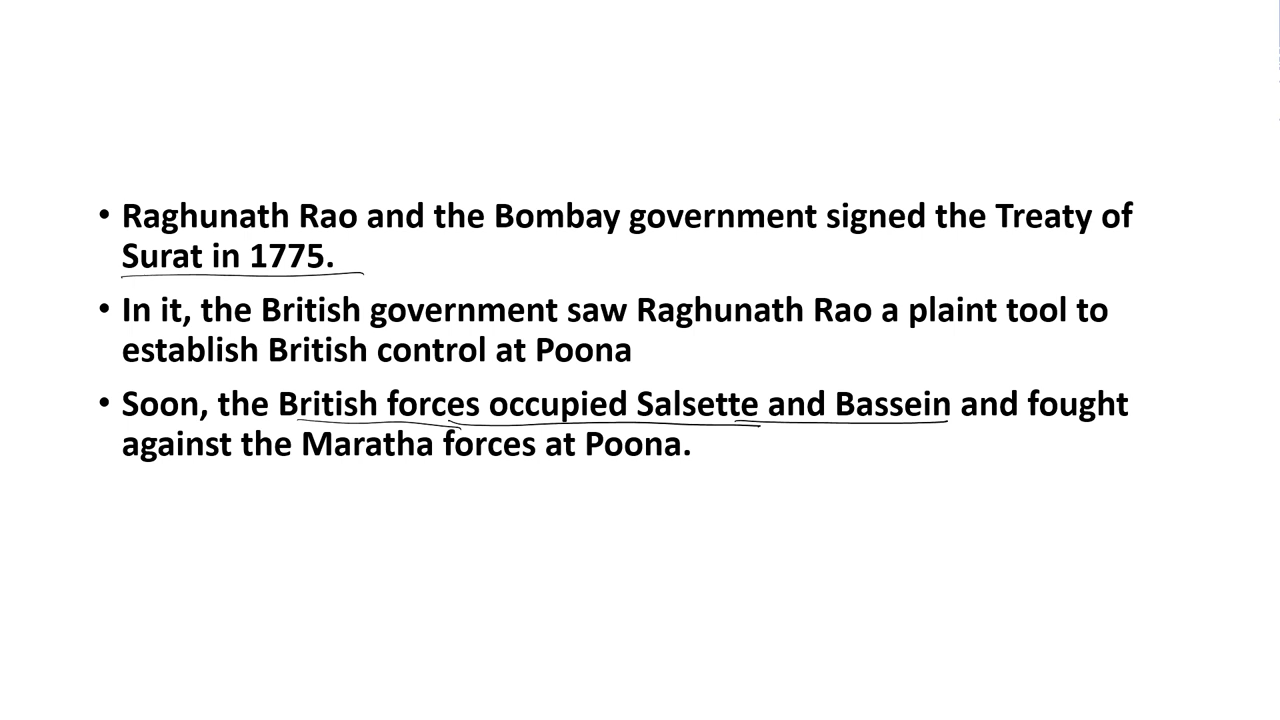 • Raghunath Rao and the Bombay government signed the Treaty of
Surat in 1775.
• In it, the British government saw Raghunath Rao a plaint tool to
establish British control at Poona
• Soon, the British forces occupied Salsette and Bassein and fought
against the Maratha forces at Poona.